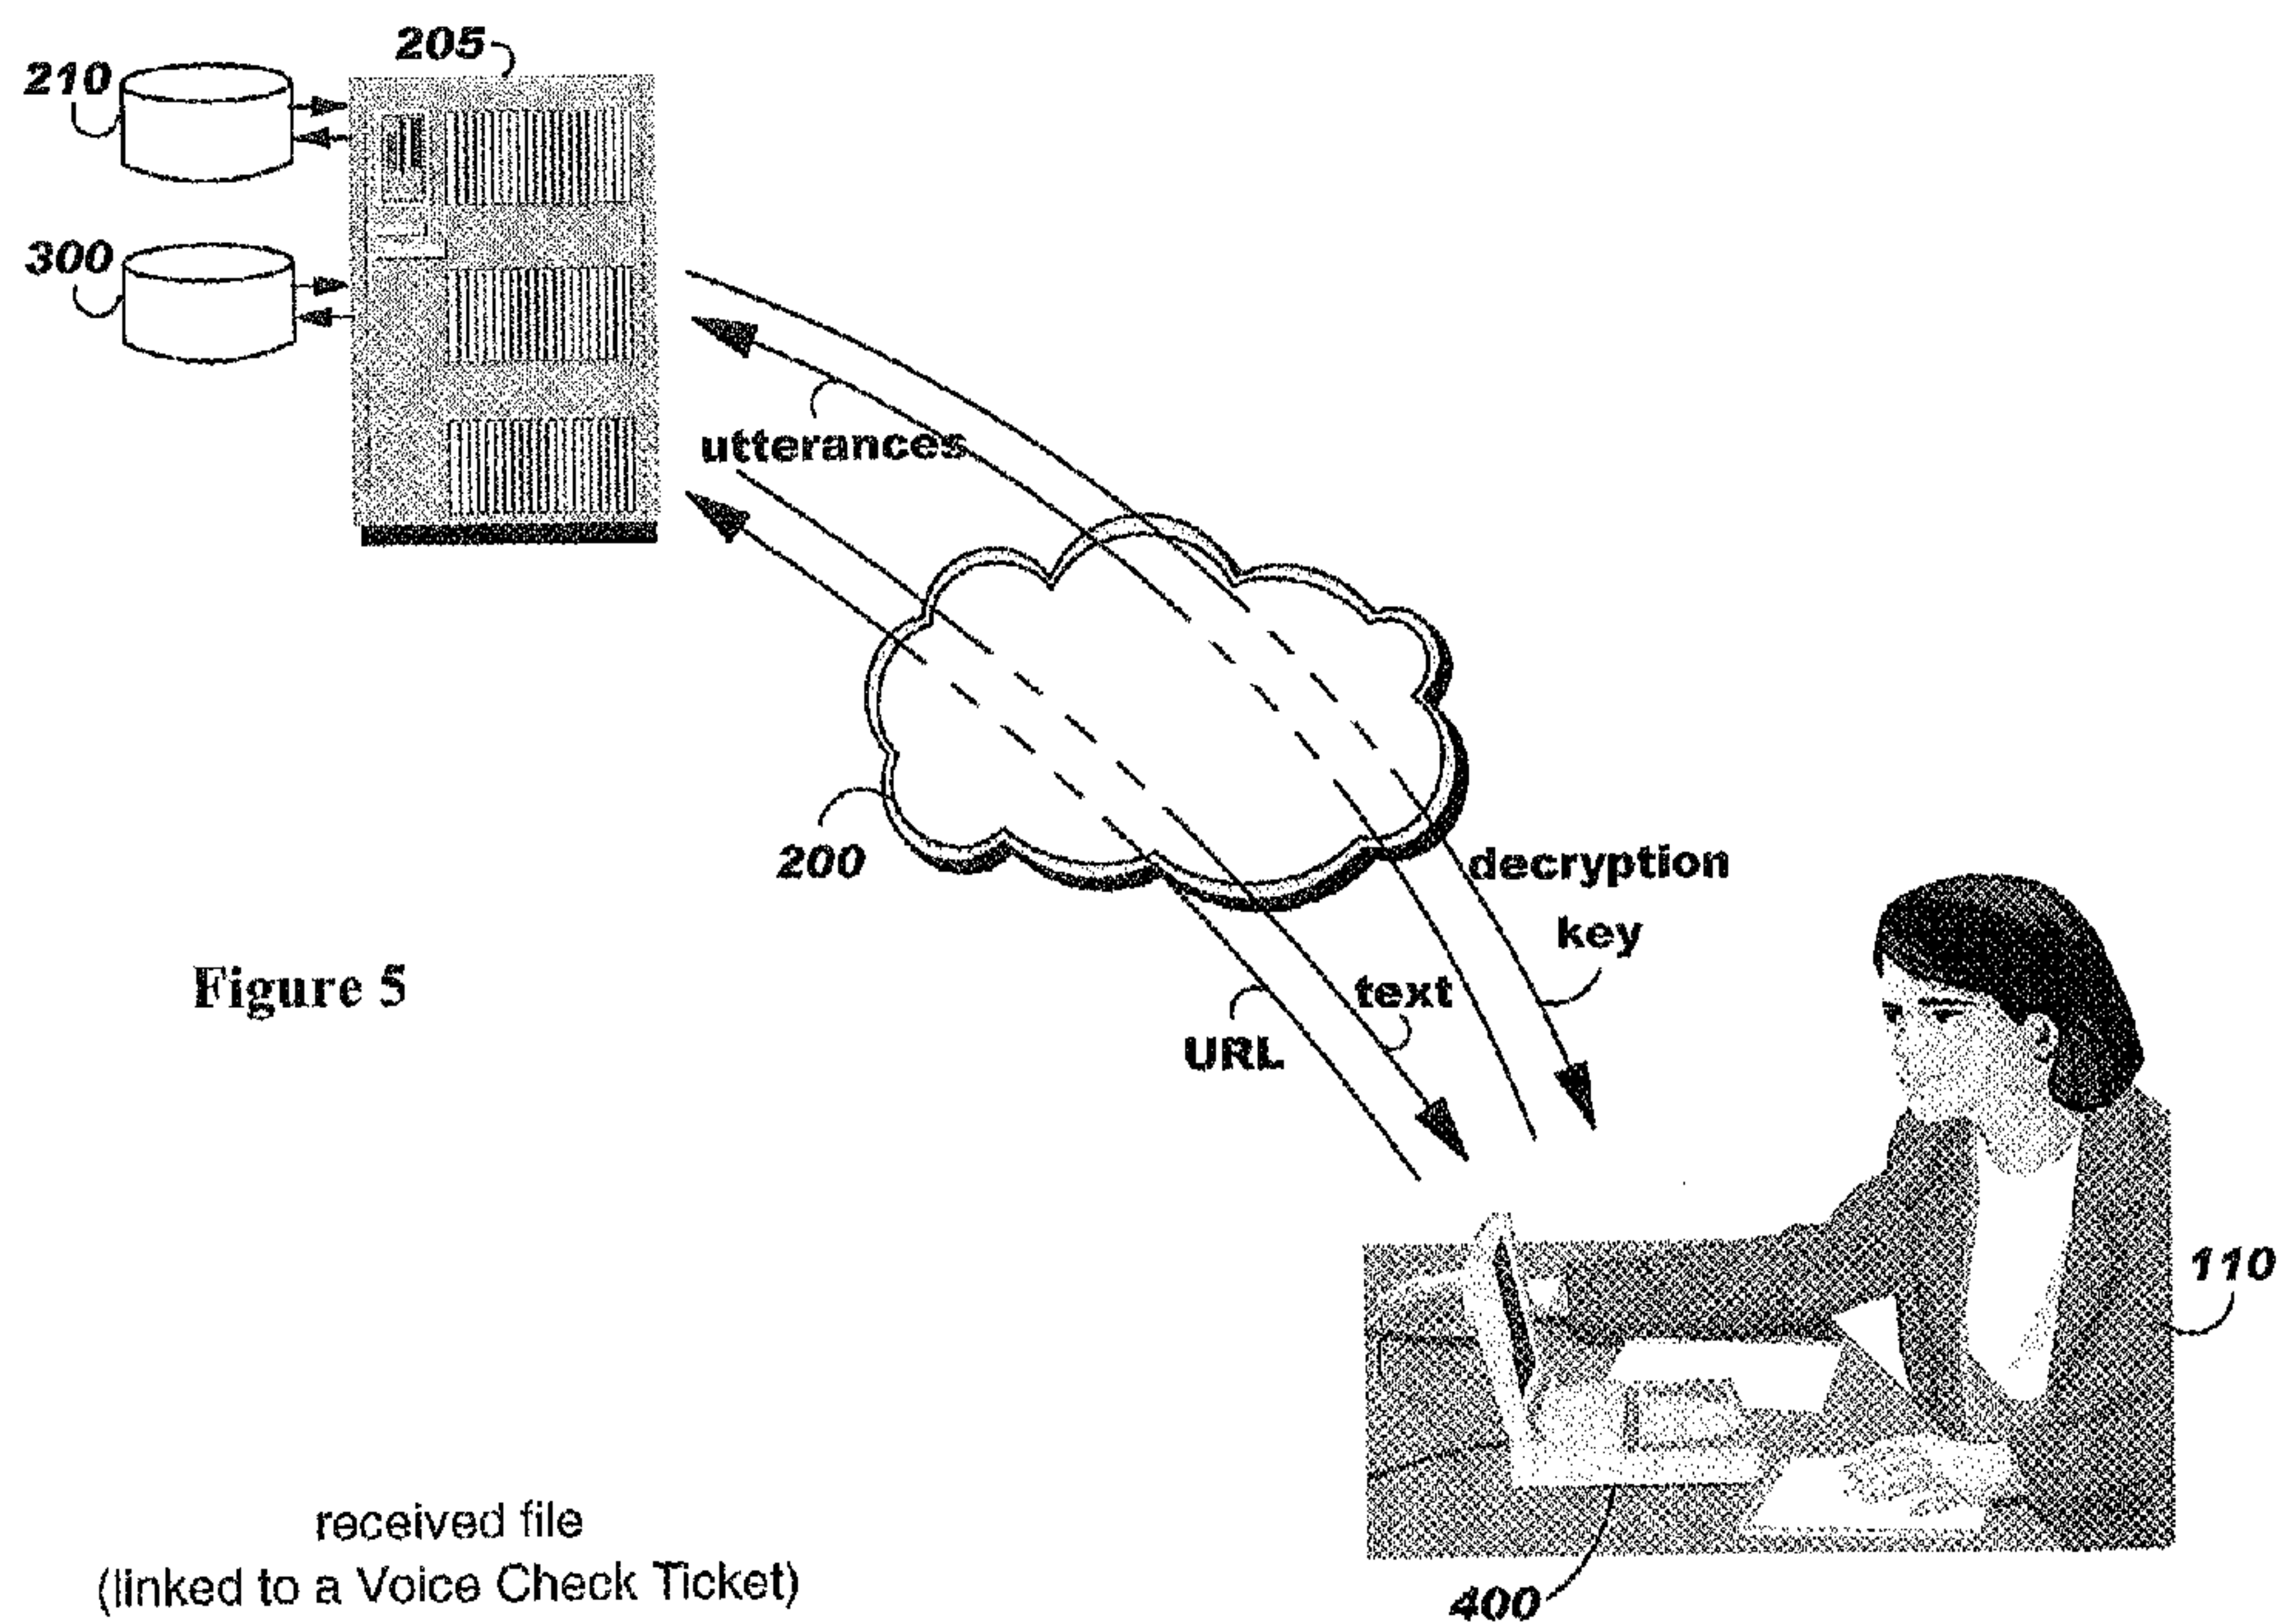 205
210
300
utterances
200
decryption
key
text
URL
Figure 5
110
received file
(linked to a Voice Check Ticket)
400